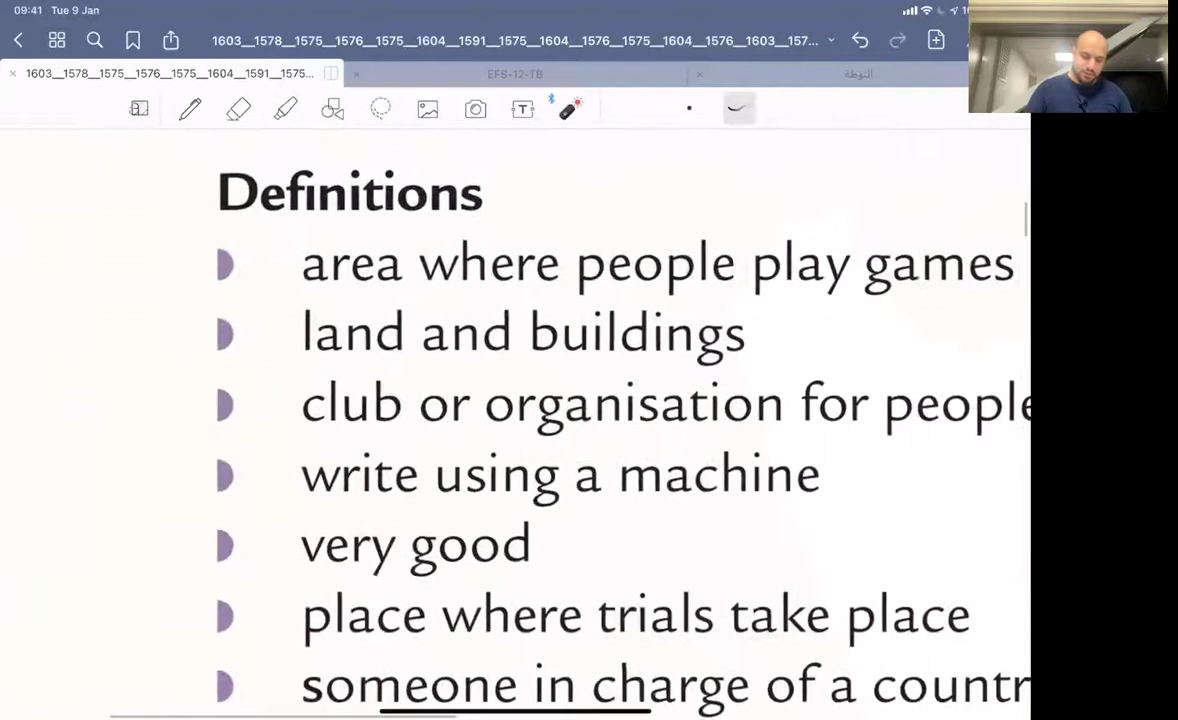 09:41 Tue 9 Jan
1603__1578__1575__1576__1575__1604__1591__1575__1604__1576__1575__1604__1576__1603__157...
1603__1578__1575__1576__1575__1604__1591__1575...
EFS-12-TB
النوطة
Definitions
area where people play games
land and buildings
club or organisation for people
write using a machine
very good
place where trials take place
someone in charge of a countr